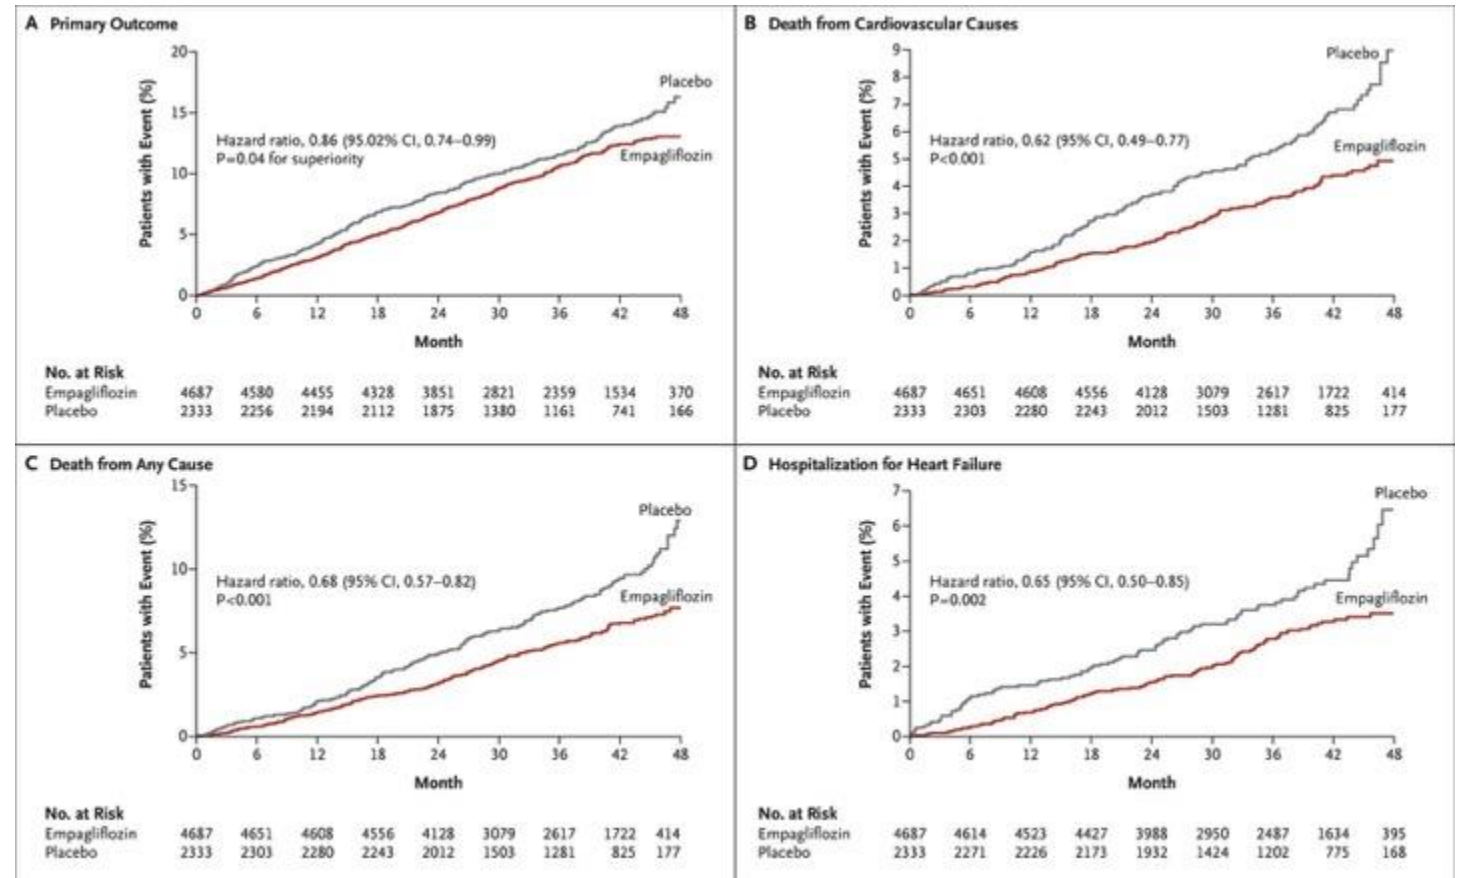 A Primary Outcome
20
15
10
5
0
Patients with Event (%)
Hazard ratio, 0.86 (95.02% CI, 0.74–0.99)
P=0.04 for superiority
Placebo
Empagliflozin
0 6 12 18 24 30 36 42 48
Month
No. at Risk
Empagliflozin 4687 4580 4455 4328 3851 2821 2359 1534 370
Placebo 2333 2256 2194 2112 1875 1380 1161 741 166
B Death from Cardiovascular Causes
9
8
7
6
5
4
3
2
1
0
Patients with Event (%)
Hazard ratio, 0.62 (95% CI, 0.49–0.77)
P<0.001
Placebo
Empagliflozin
0 6 12 18 24 30 36 42 48
Month
No. at Risk
Empagliflozin 4687 4651 4608 4556 4128 3079 2617 1722 414
Placebo 2333 2303 2280 2243 2012 1503 1281 825 177
C Death from Any Cause
15
10
5
0
Patients with Event (%)
Hazard ratio, 0.68 (95% CI, 0.57–0.82)
P<0.001
Placebo
Empagliflozin
0 6 12 18 24 30 36 42 48
Month
No. at Risk
Empagliflozin 4687 4651 4608 4556 4128 3079 2617 1722 414
Placebo 2333 2303 2280 2243 2012 1503 1281 825 177
D Hospitalization for Heart Failure
7
6
5
4
3
2
1
0
Patients with Event (%)
Hazard ratio, 0.65 (95% CI, 0.50–0.85)
P=0.002
Placebo
Empagliflozin
0 6 12 18 24 30 36 42 48
Month
No. at Risk
Empagliflozin 4687 4614 4523 4427 3988 2950 2487 1634 395
Placebo 2333 2271 2226 2173 1932 1424 1202 775 168